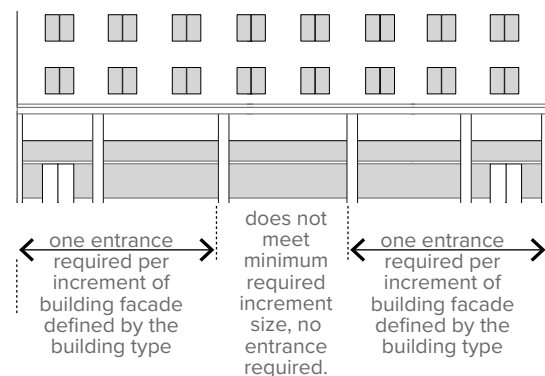 one entrance
required per
increment of
building facade
defined by the
building type
does not
meet
minimum
required
increment
size, no
entrance
required.
one entrance
required per
increment of
building facade
defined by the
building type